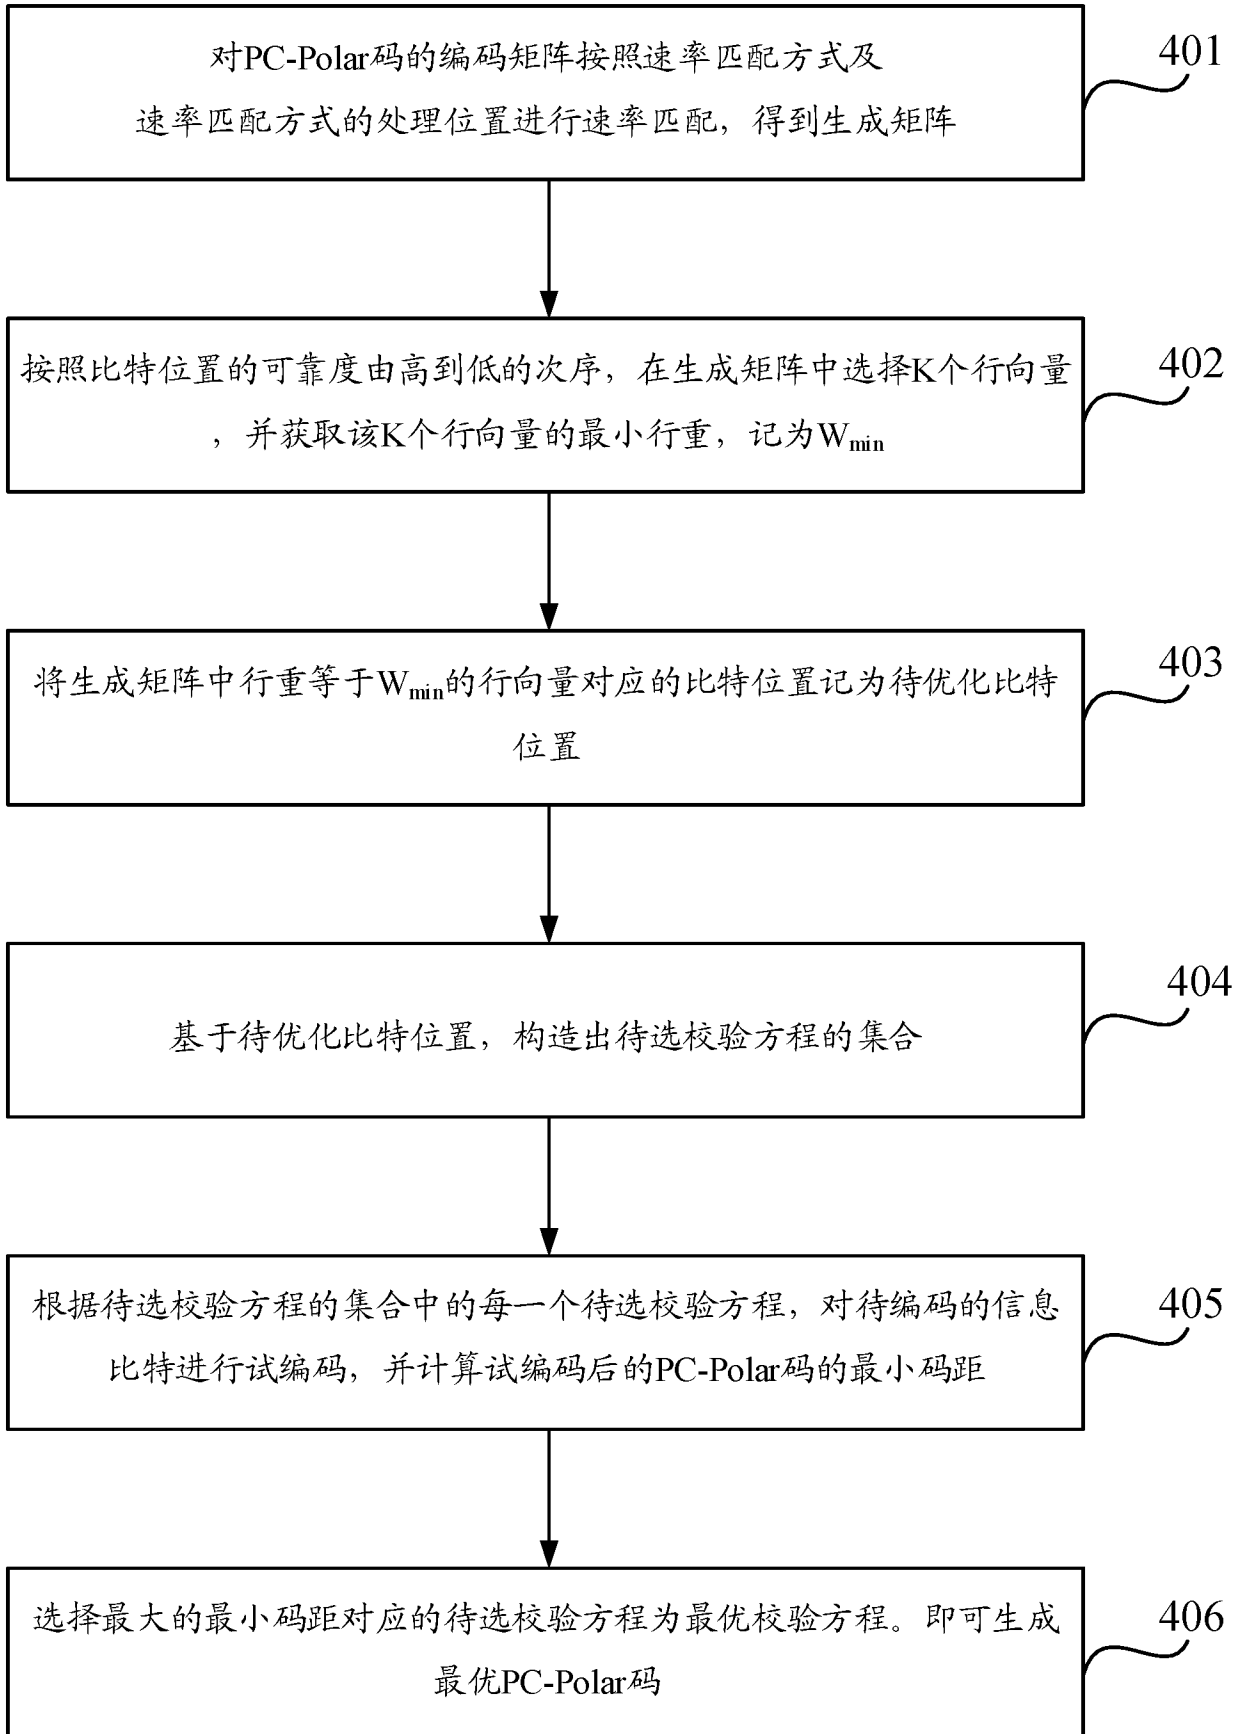 对PC-Polar码的编码矩阵按照速率匹配方式及
速率匹配方式的处理位置进行速率匹配，得到生成矩阵
401
按照比特位置的可靠度由高到低的次序，在生成矩阵中选择K个行向量
，并获取该K个行向量的最小行重，记为Wmin
402
将生成矩阵中行重等于Wmin的行向量对应的比特位置记为待优化比特
位置
403
基于待优化比特位置，构造出待选校验方程的集合
404
根据待选校验方程的集合中的每一个待选校验方程，对待编码的信息
比特进行试编码，并计算试编码后的PC-Polar码的最小码距
405
选择最大的最小码距对应的待选校验方程为最优校验方程。即可生成
最优PC-Polar码
406